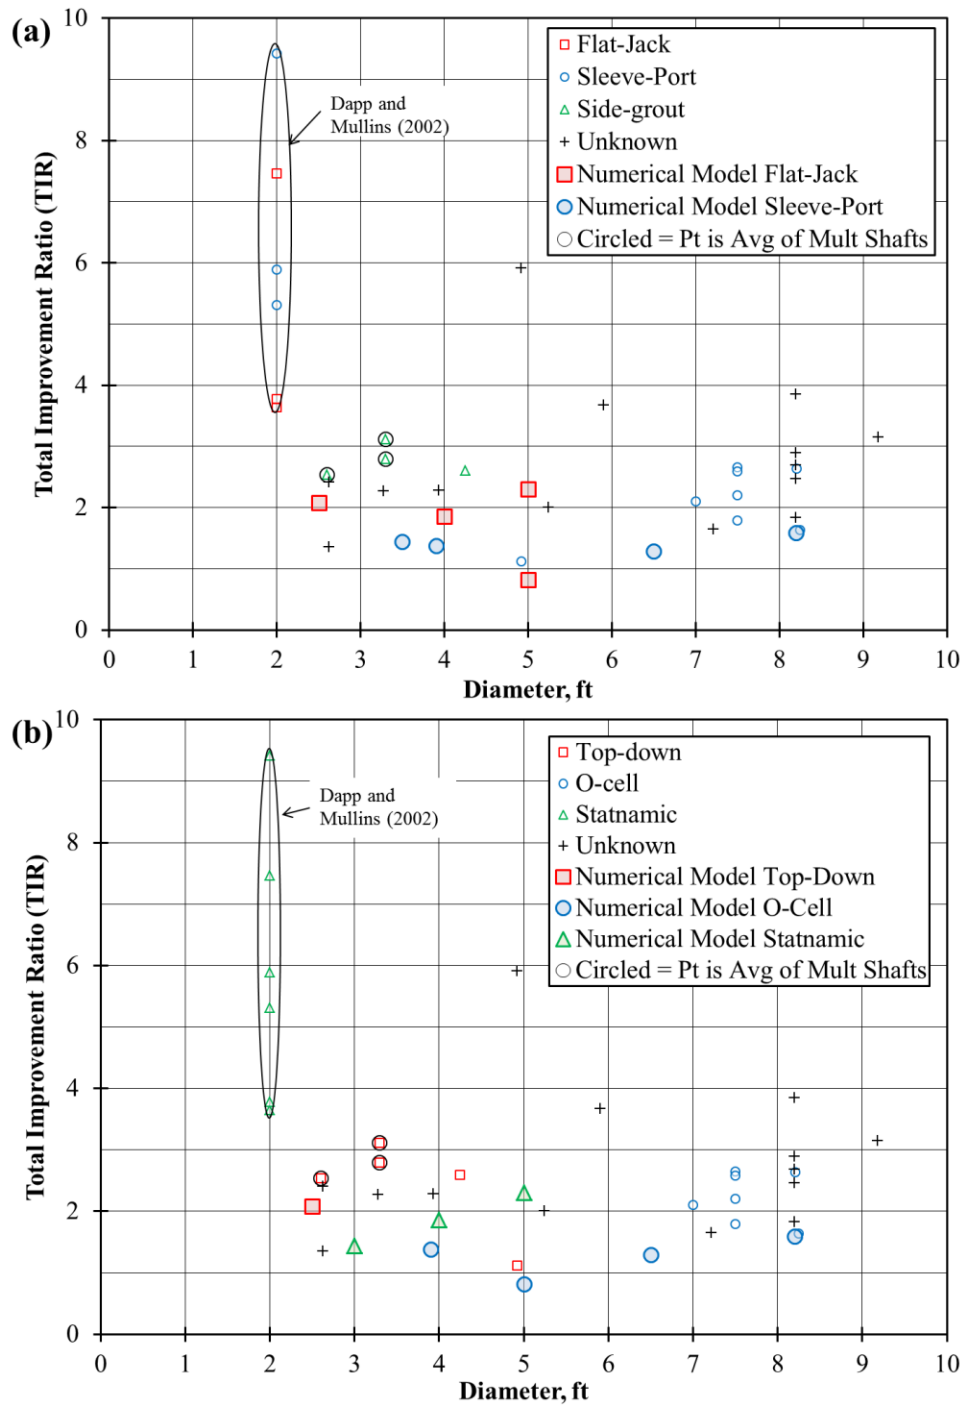 (a)
10
8
6
4
2
0
Total Improvement Ratio (TIR)
Dapp and
Mullins (2002)
Flat-Jack
Sleeve-Port
Side-grout
Unknown
Numerical Model Flat-Jack
Numerical Model Sleeve-Port
Circled = Pt is Avg of Mult Shafts
0 1 2 3 4 5 6 7 8 9 10
Diameter, ft
(b)
10
8
6
4
2
0
Total Improvement Ratio (TIR)
Dapp and
Mullins (2002)
Top-down
O-cell
Statnamic
Unknown
Numerical Model Top-Down
Numerical Model O-Cell
Numerical Model Statnamic
Circled = Pt is Avg of Mult Shafts
0 1 2 3 4 5 6 7 8 9 10
Diameter, ft